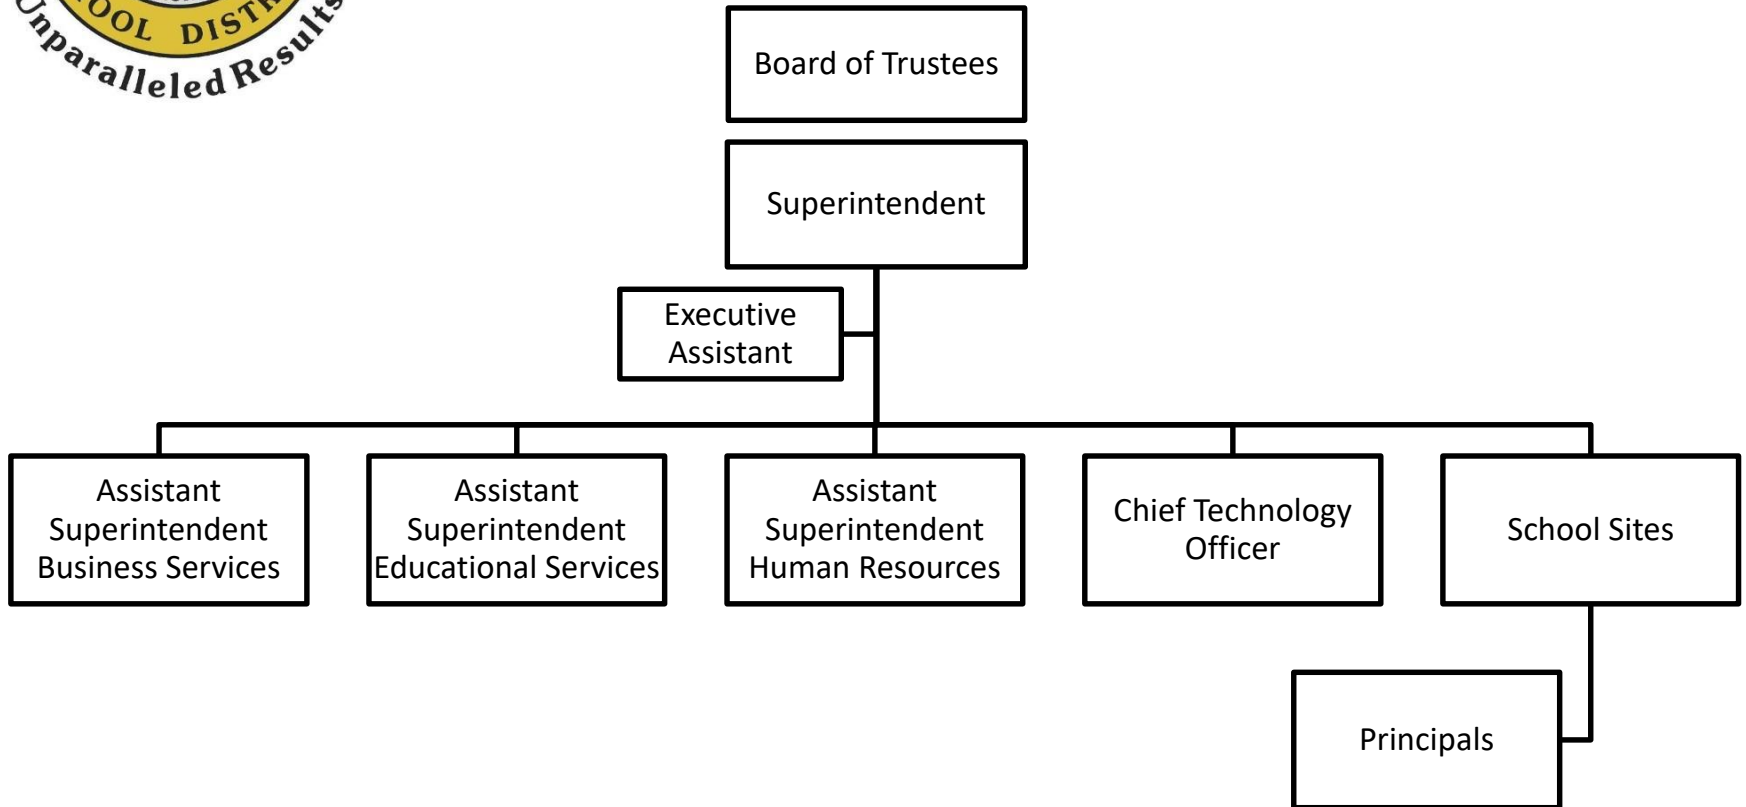 OOL DISTR
Unparalleled Results
Board of Trustees
Superintendent
Executive
Assistant
Assistant
Superintendent
Business Services
Assistant
Superintendent
Educational Services
Assistant
Superintendent
Human Resources
Chief Technology
Officer
School Sites
Principals